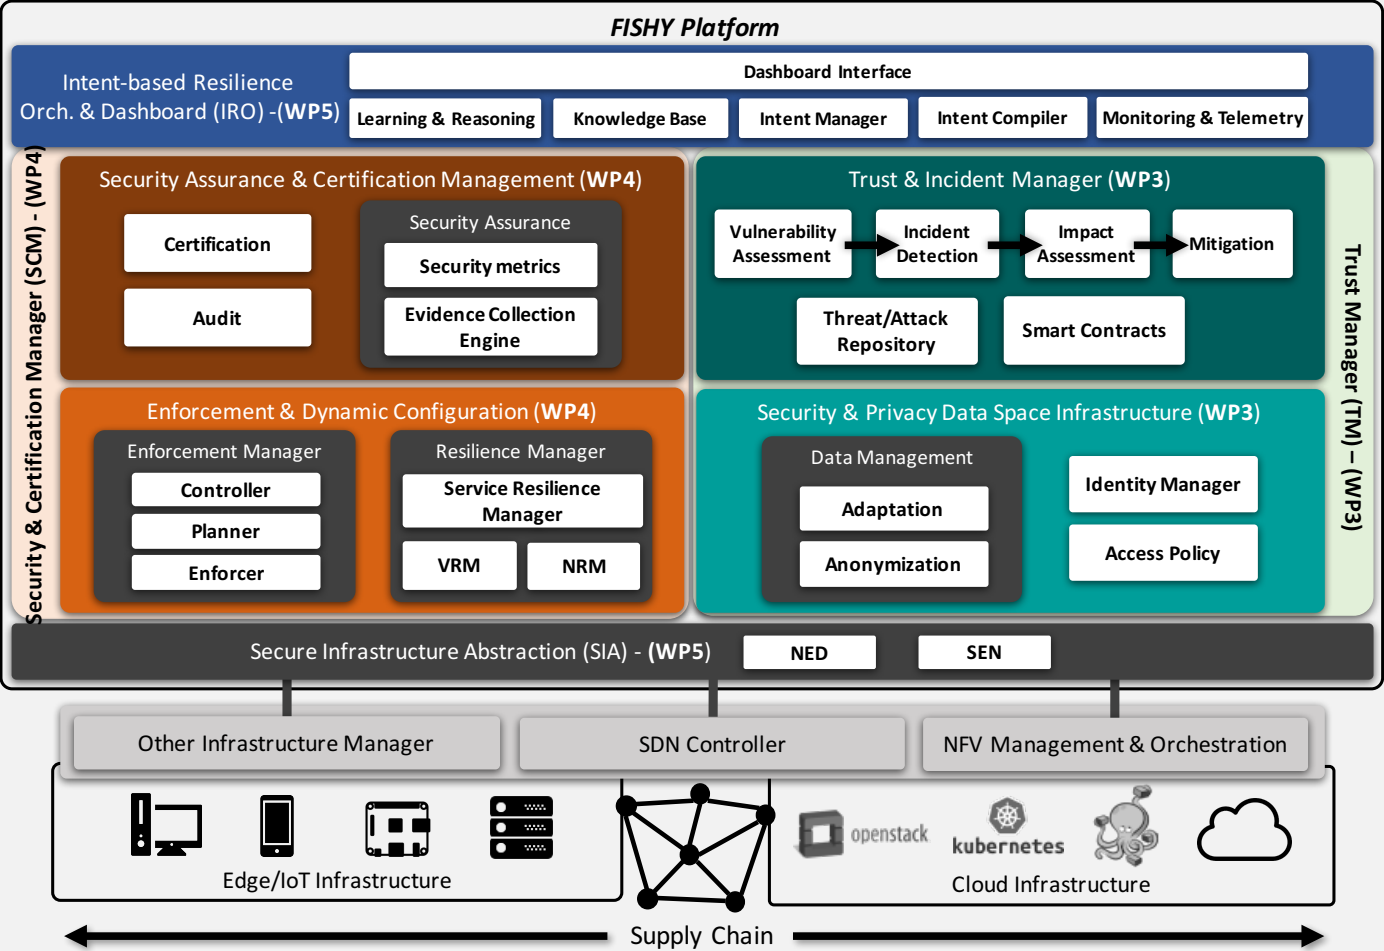 FISHY Platform
Intent-based Resilience
Orch. & Dashboard (IRO) -(WP5)
Dashboard Interface
Learning & Reasoning
Knowledge Base
Intent Manager
Intent Compiler
Monitoring & Telemetry
Security & Certification Manager (SCM) - (WP4)
Security Assurance & Certification Management (WP4)
Certification
Audit
Security Assurance
Security metrics
Evidence Collection
Engine
Trust & Incident Manager (WP3)
Vulnerability
Assessment
Incident
Detection
Impact
Assessment
Mitigation
Threat/Attack
Repository
Smart Contracts
Trust Manager (TM) – (WP3)
Enforcement & Dynamic Configuration (WP4)
Enforcement Manager
Controller
Planner
Enforcer
Resilience Manager
Service Resilience
Manager
VRM
NRM
Security & Privacy Data Space Infrastructure (WP3)
Data Management
Adaptation
Anonymization
Identity Manager
Access Policy
Secure Infrastructure Abstraction (SIA) - (WP5)
NED
SEN
Other Infrastructure Manager
SDN Controller
NFV Management & Orchestration
openstack
kubernetes
Edge/IoT Infrastructure
Cloud Infrastructure
Supply Chain